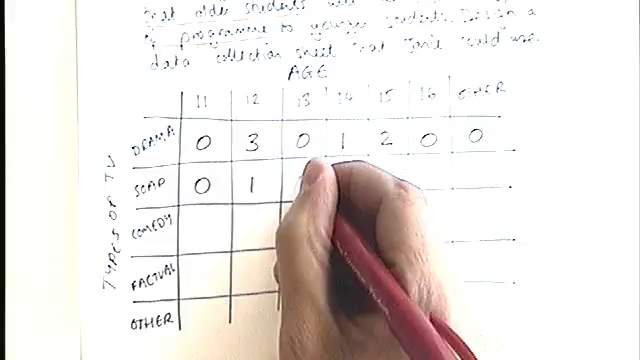 that older students
programme to younger students. Design a
data collection sheet that Janie could use.
AGE
11 12 13 14 15 16 OTHER
TYPES OF TV
DRAMA 0 3 0 1 2 0 0
SOAP 0 1
COMEDY
FACTUAL
OTHER